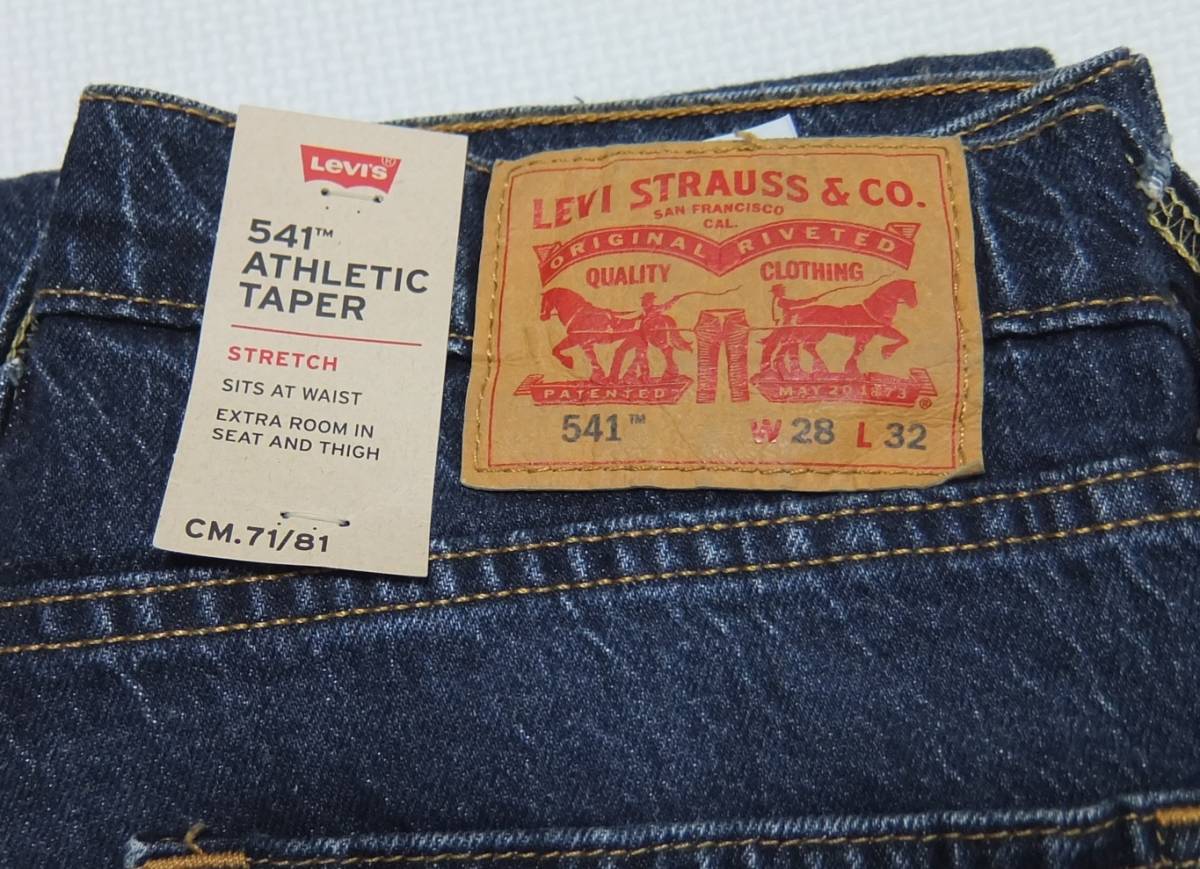 Levi's®
541™
ATHLETIC
TAPER
STRETCH
SITS AT WAIST
EXTRA ROOM IN
SEAT AND THIGH
CM.71/81
LEVI STRAUSS & CO.
SAN FRANCISCO
CAL.
ORIGINAL RIVETED
QUALITY CLOTHING
PATENTED MAY 20 1873 ®
541™ W 28 L 32